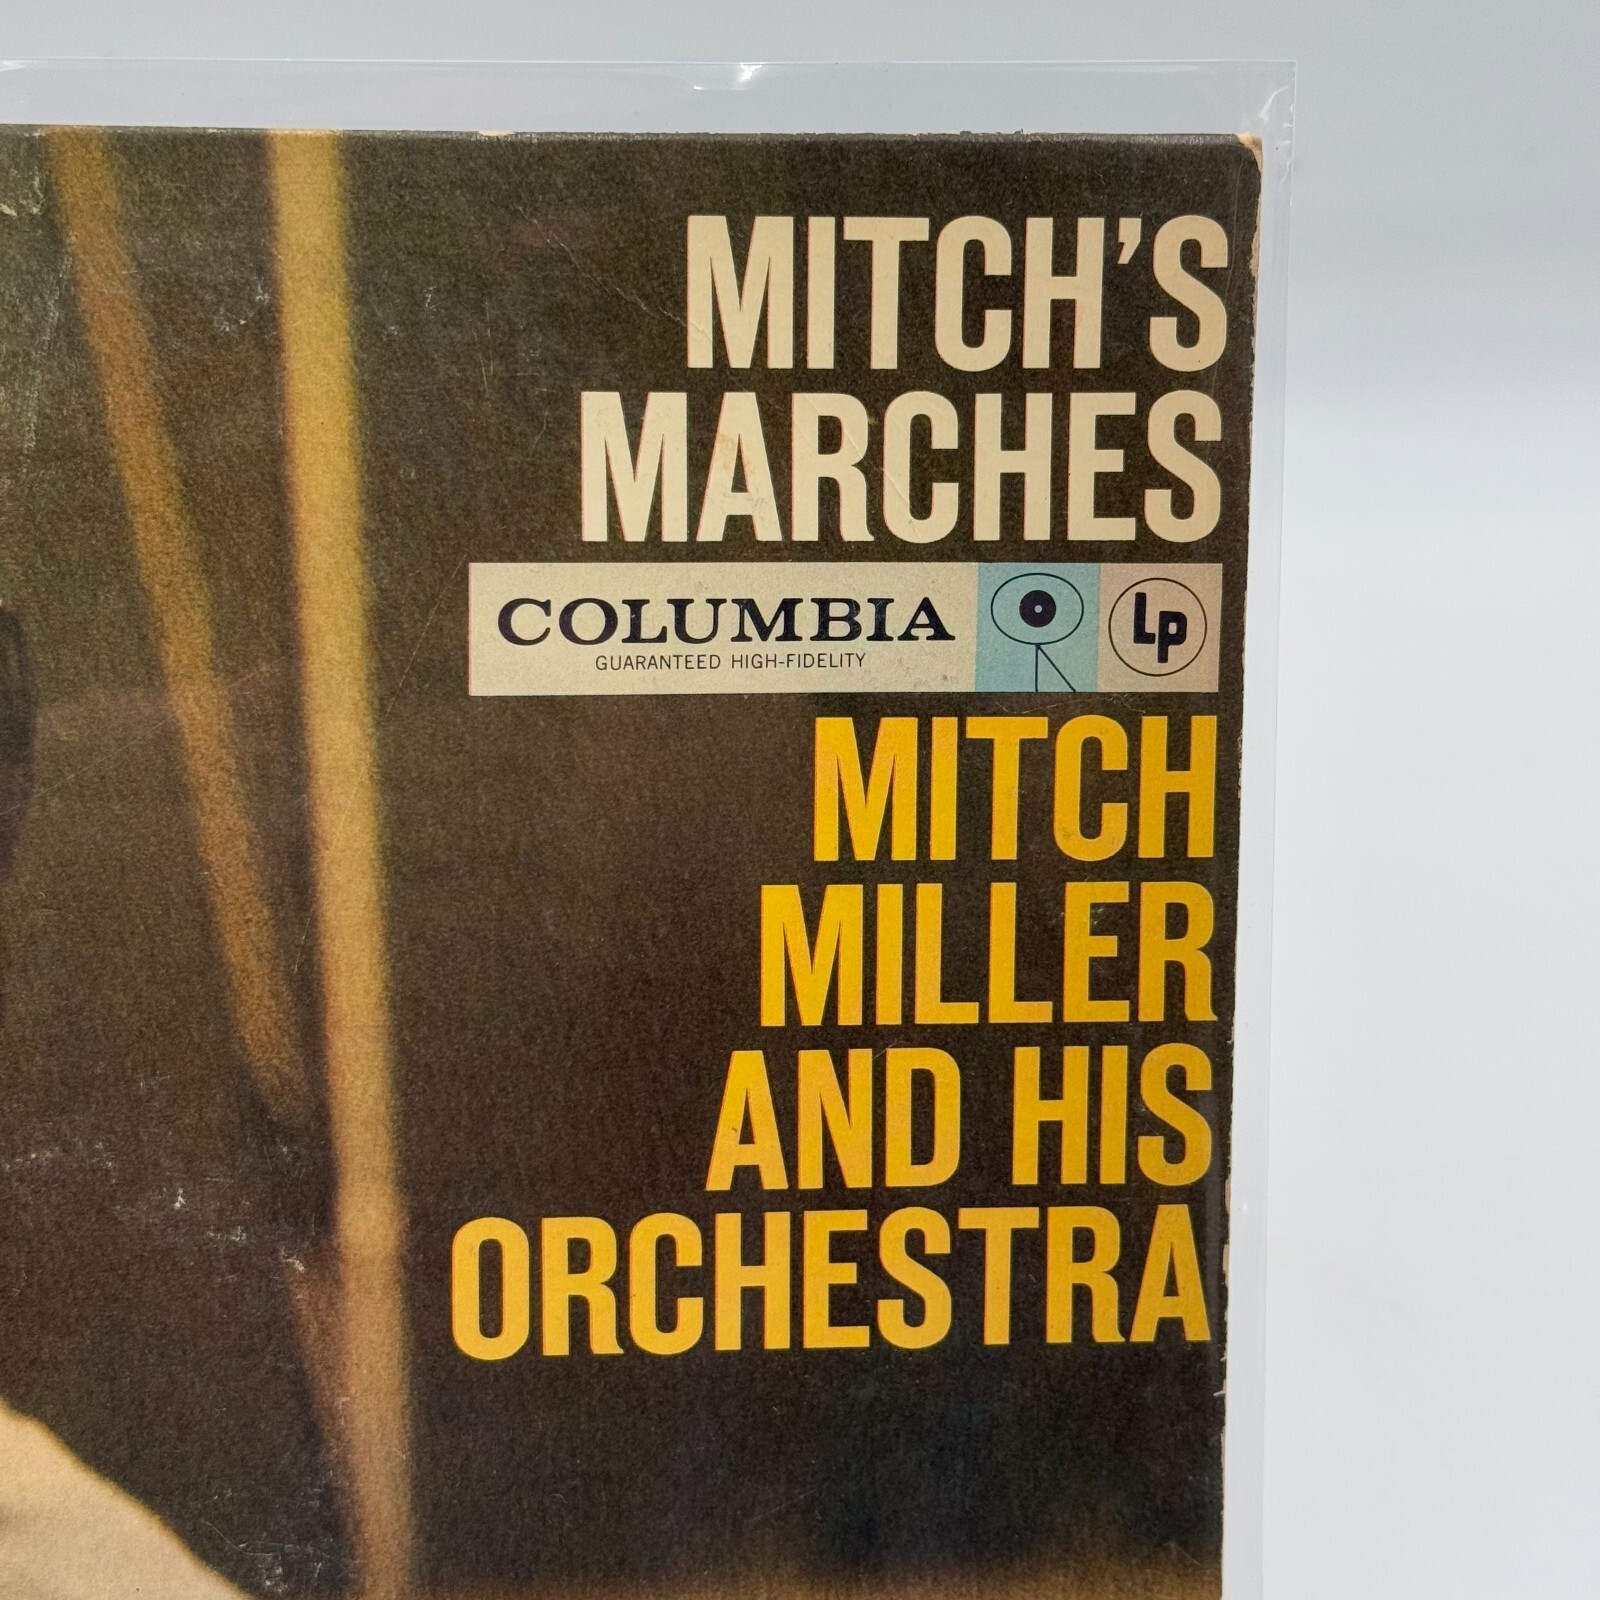 MITCH'S
MARCHES
COLUMBIA
GUARANTEED HIGH-FIDELITY
LP
MITCH
MILLER
AND HIS
ORCHESTRA